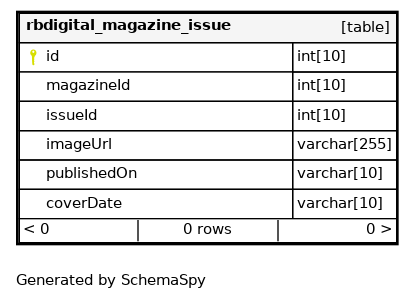 rbdigital_magazine_issue [table]
id int[10]
magazineId int[10]
issueId int[10]
imageUrl varchar[255]
publishedOn varchar[10]
coverDate varchar[10]
< 0 0 rows 0 >
Generated by SchemaSpy